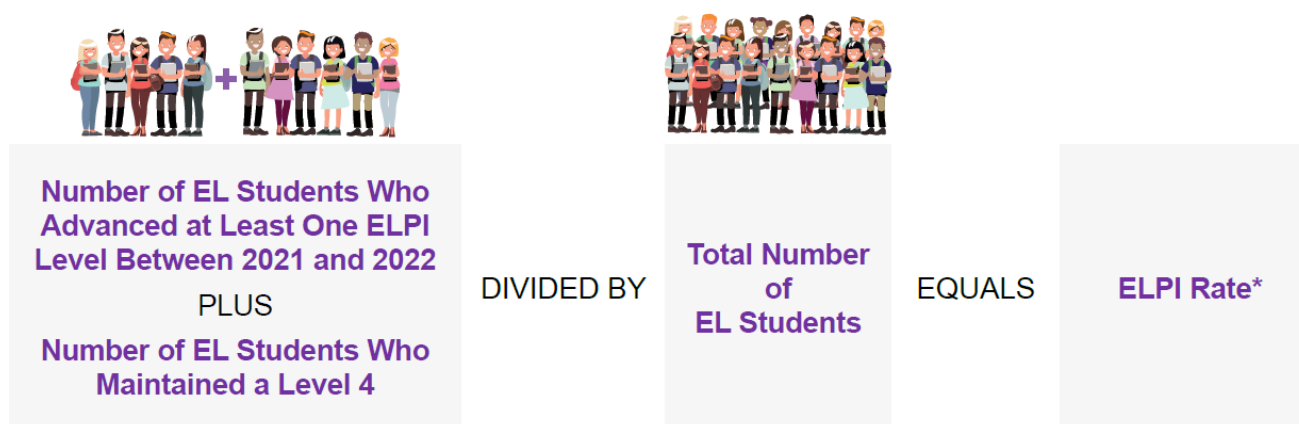 Number of EL Students Who
Advanced at Least One ELPI
Level Between 2021 and 2022
PLUS
Number of EL Students Who
Maintained a Level 4
DIVIDED BY
Total Number
of
EL Students
EQUALS
ELPI Rate*